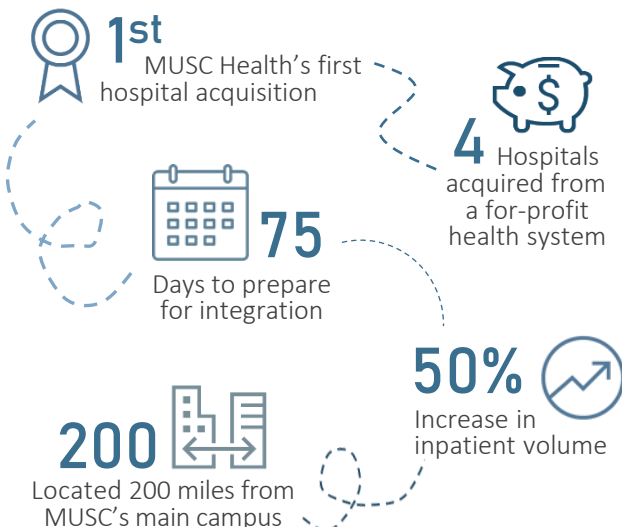 1st
MUSC Health's first
hospital acquisition
$
4 Hospitals
acquired from
a for-profit
health system
75
Days to prepare
for integration
50%
Increase in
inpatient volume
200
Located 200 miles from
MUSC's main campus